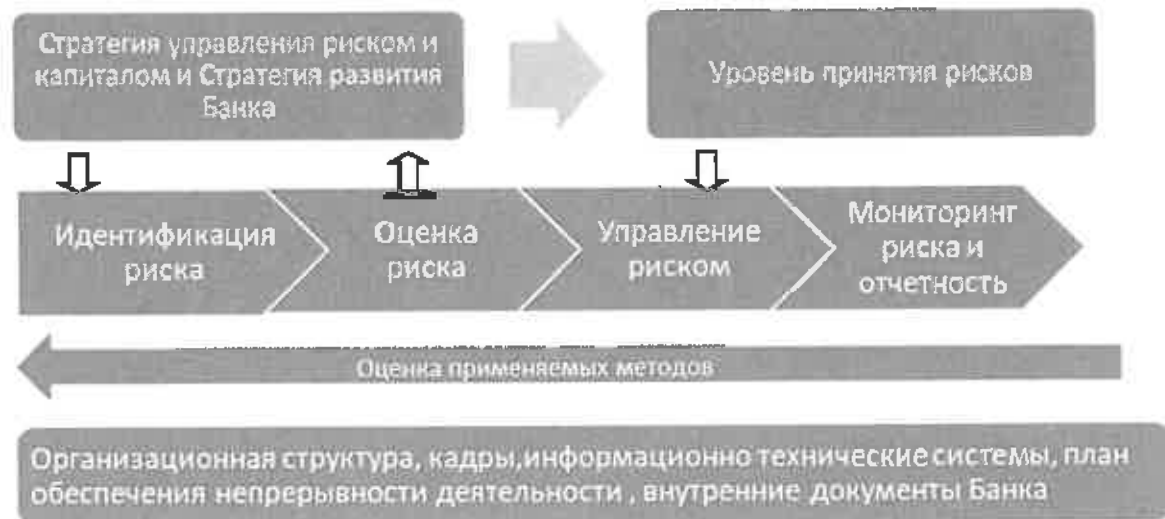 Стратегия управления риском и
капиталом и Стратегия развития
Банка
Уровень принятия рисков
Идентификация
риска
Оценка
риска
Управление
риском
Мониторинг
риска и
отчетность
Оценка применяемых методов
Организационная структура, кадры,информационно технические системы, план
обеспечения непрерывности деятельности , внутренние документы Банка